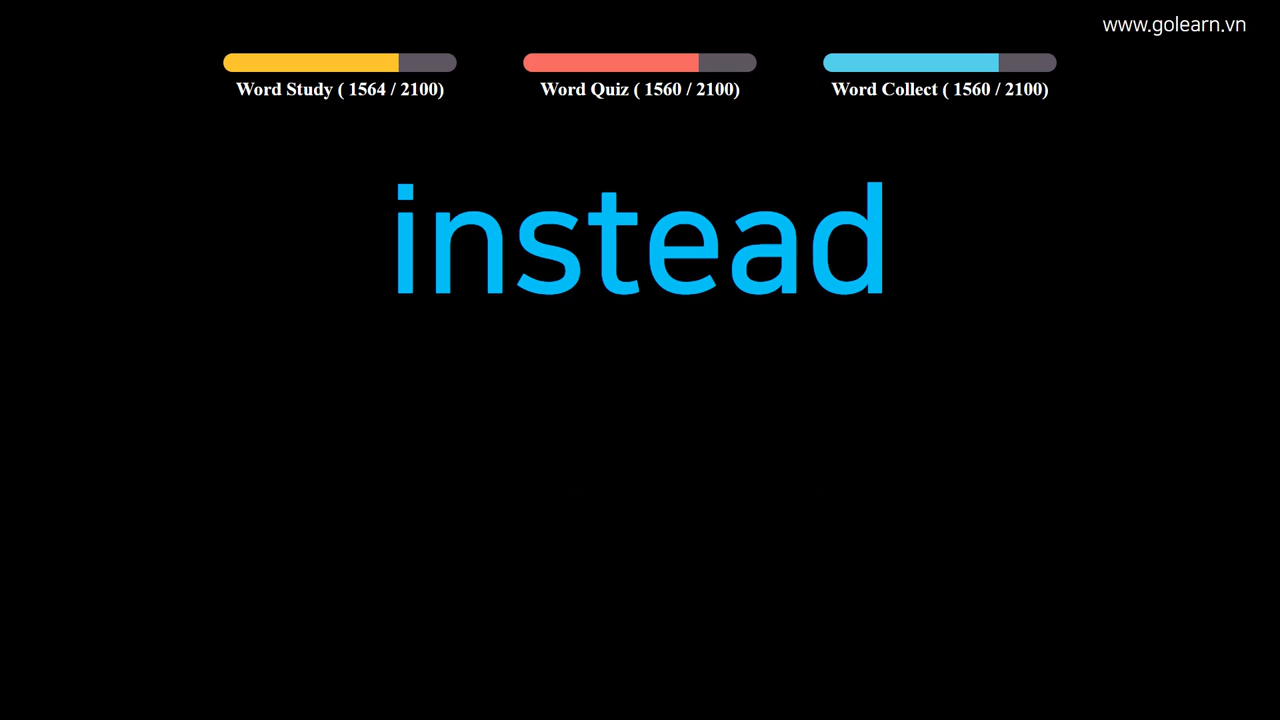 www.golearn.vn
Word Study ( 1564 / 2100)
Word Quiz ( 1560 / 2100)
Word Collect ( 1560 / 2100)
instead